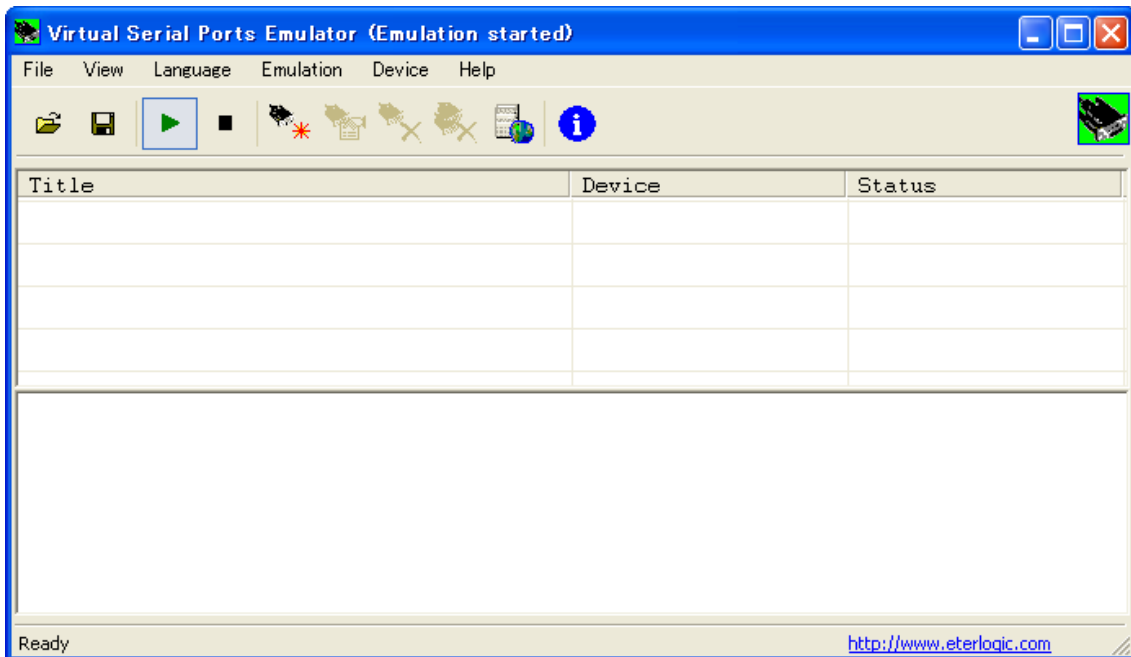 Virtual Serial Ports Emulator (Emulation started)
File View Language Emulation Device Help
Title Device Status
Ready http://www.eterlogic.com